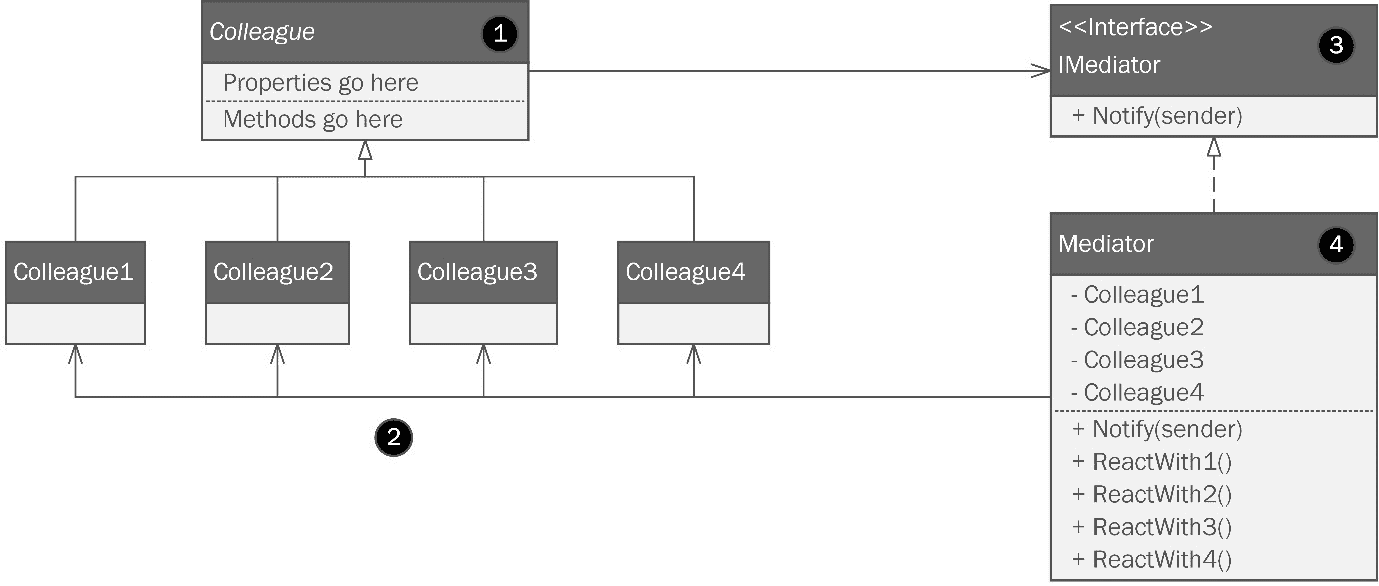 Colleague
1
Properties go here
Methods go here
<<Interface>>
IMediator
3
+ Notify(sender)
Colleague1
Colleague2
Colleague3
Colleague4
2
Mediator
4
- Colleague1
- Colleague2
- Colleague3
- Colleague4
+ Notify(sender)
+ ReactWith1()
+ ReactWith2()
+ ReactWith3()
+ ReactWith4()